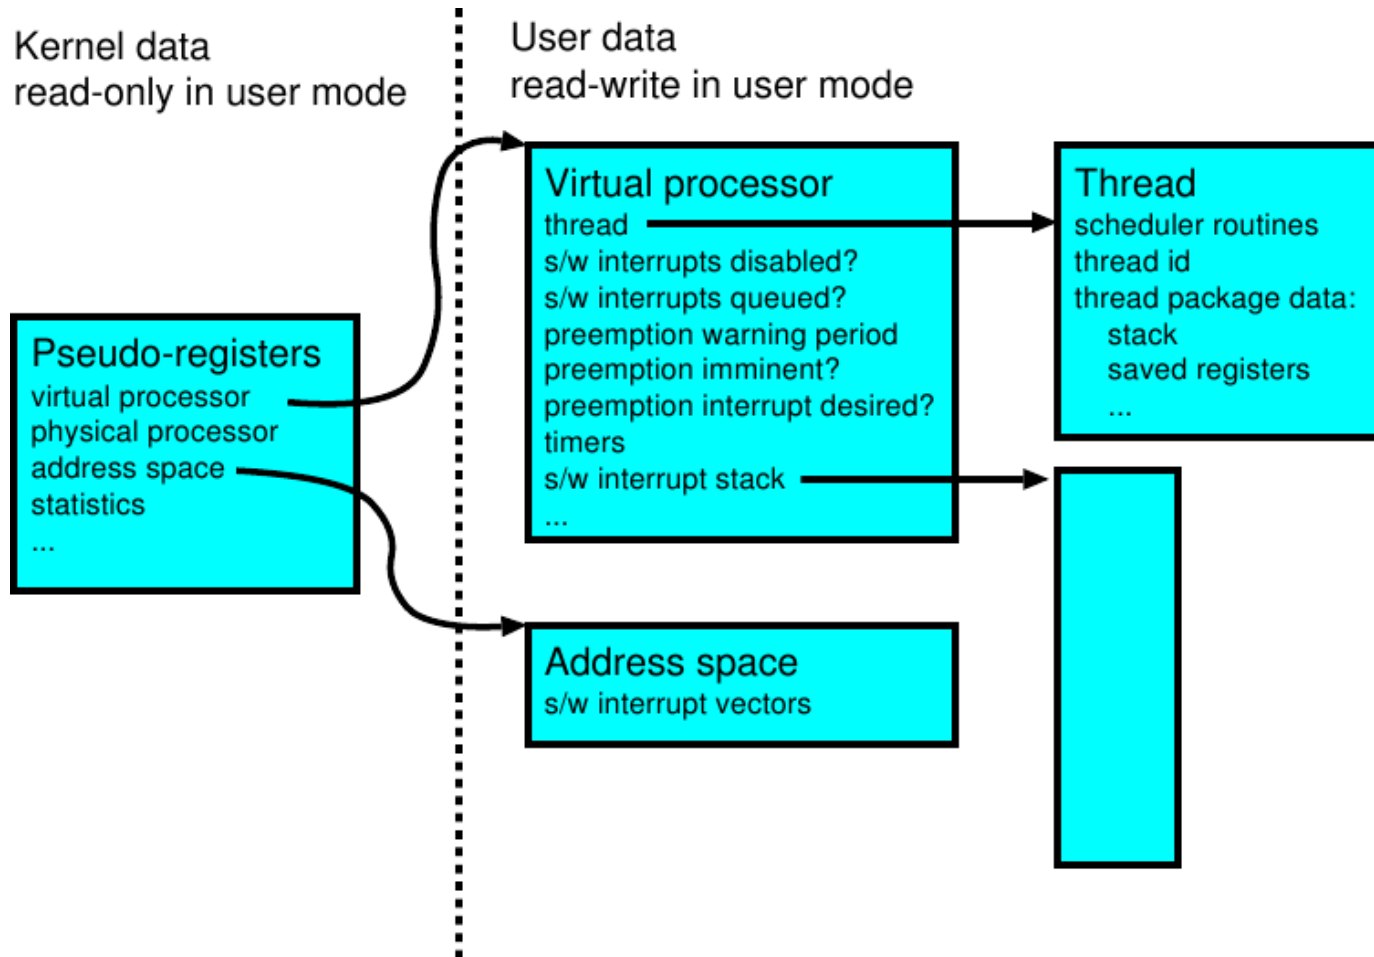 Kernel data
read-only in user mode
User data
read-write in user mode
Pseudo-registers
virtual processor
physical processor
address space
statistics
...
Virtual processor
thread
s/w interrupts disabled?
s/w interrupts queued?
preemption warning period
preemption imminent?
preemption interrupt desired?
timers
s/w interrupt stack
...
Thread
scheduler routines
thread id
thread package data:
stack
saved registers
...
Address space
s/w interrupt vectors